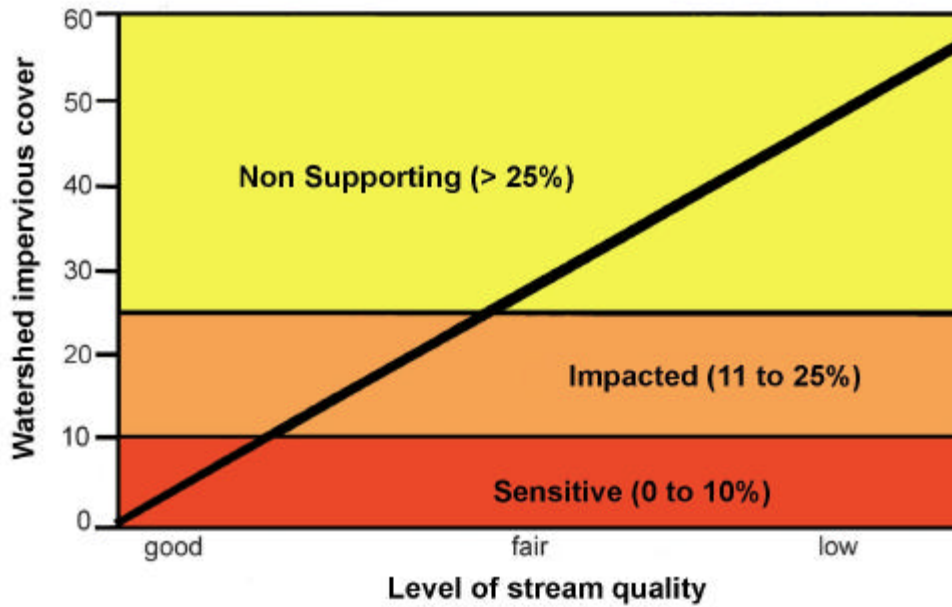 60
50
40
30
20
10
0
Watershed impervious cover
Non Supporting (> 25%)
Impacted (11 to 25%)
Sensitive (0 to 10%)
good fair low
Level of stream quality